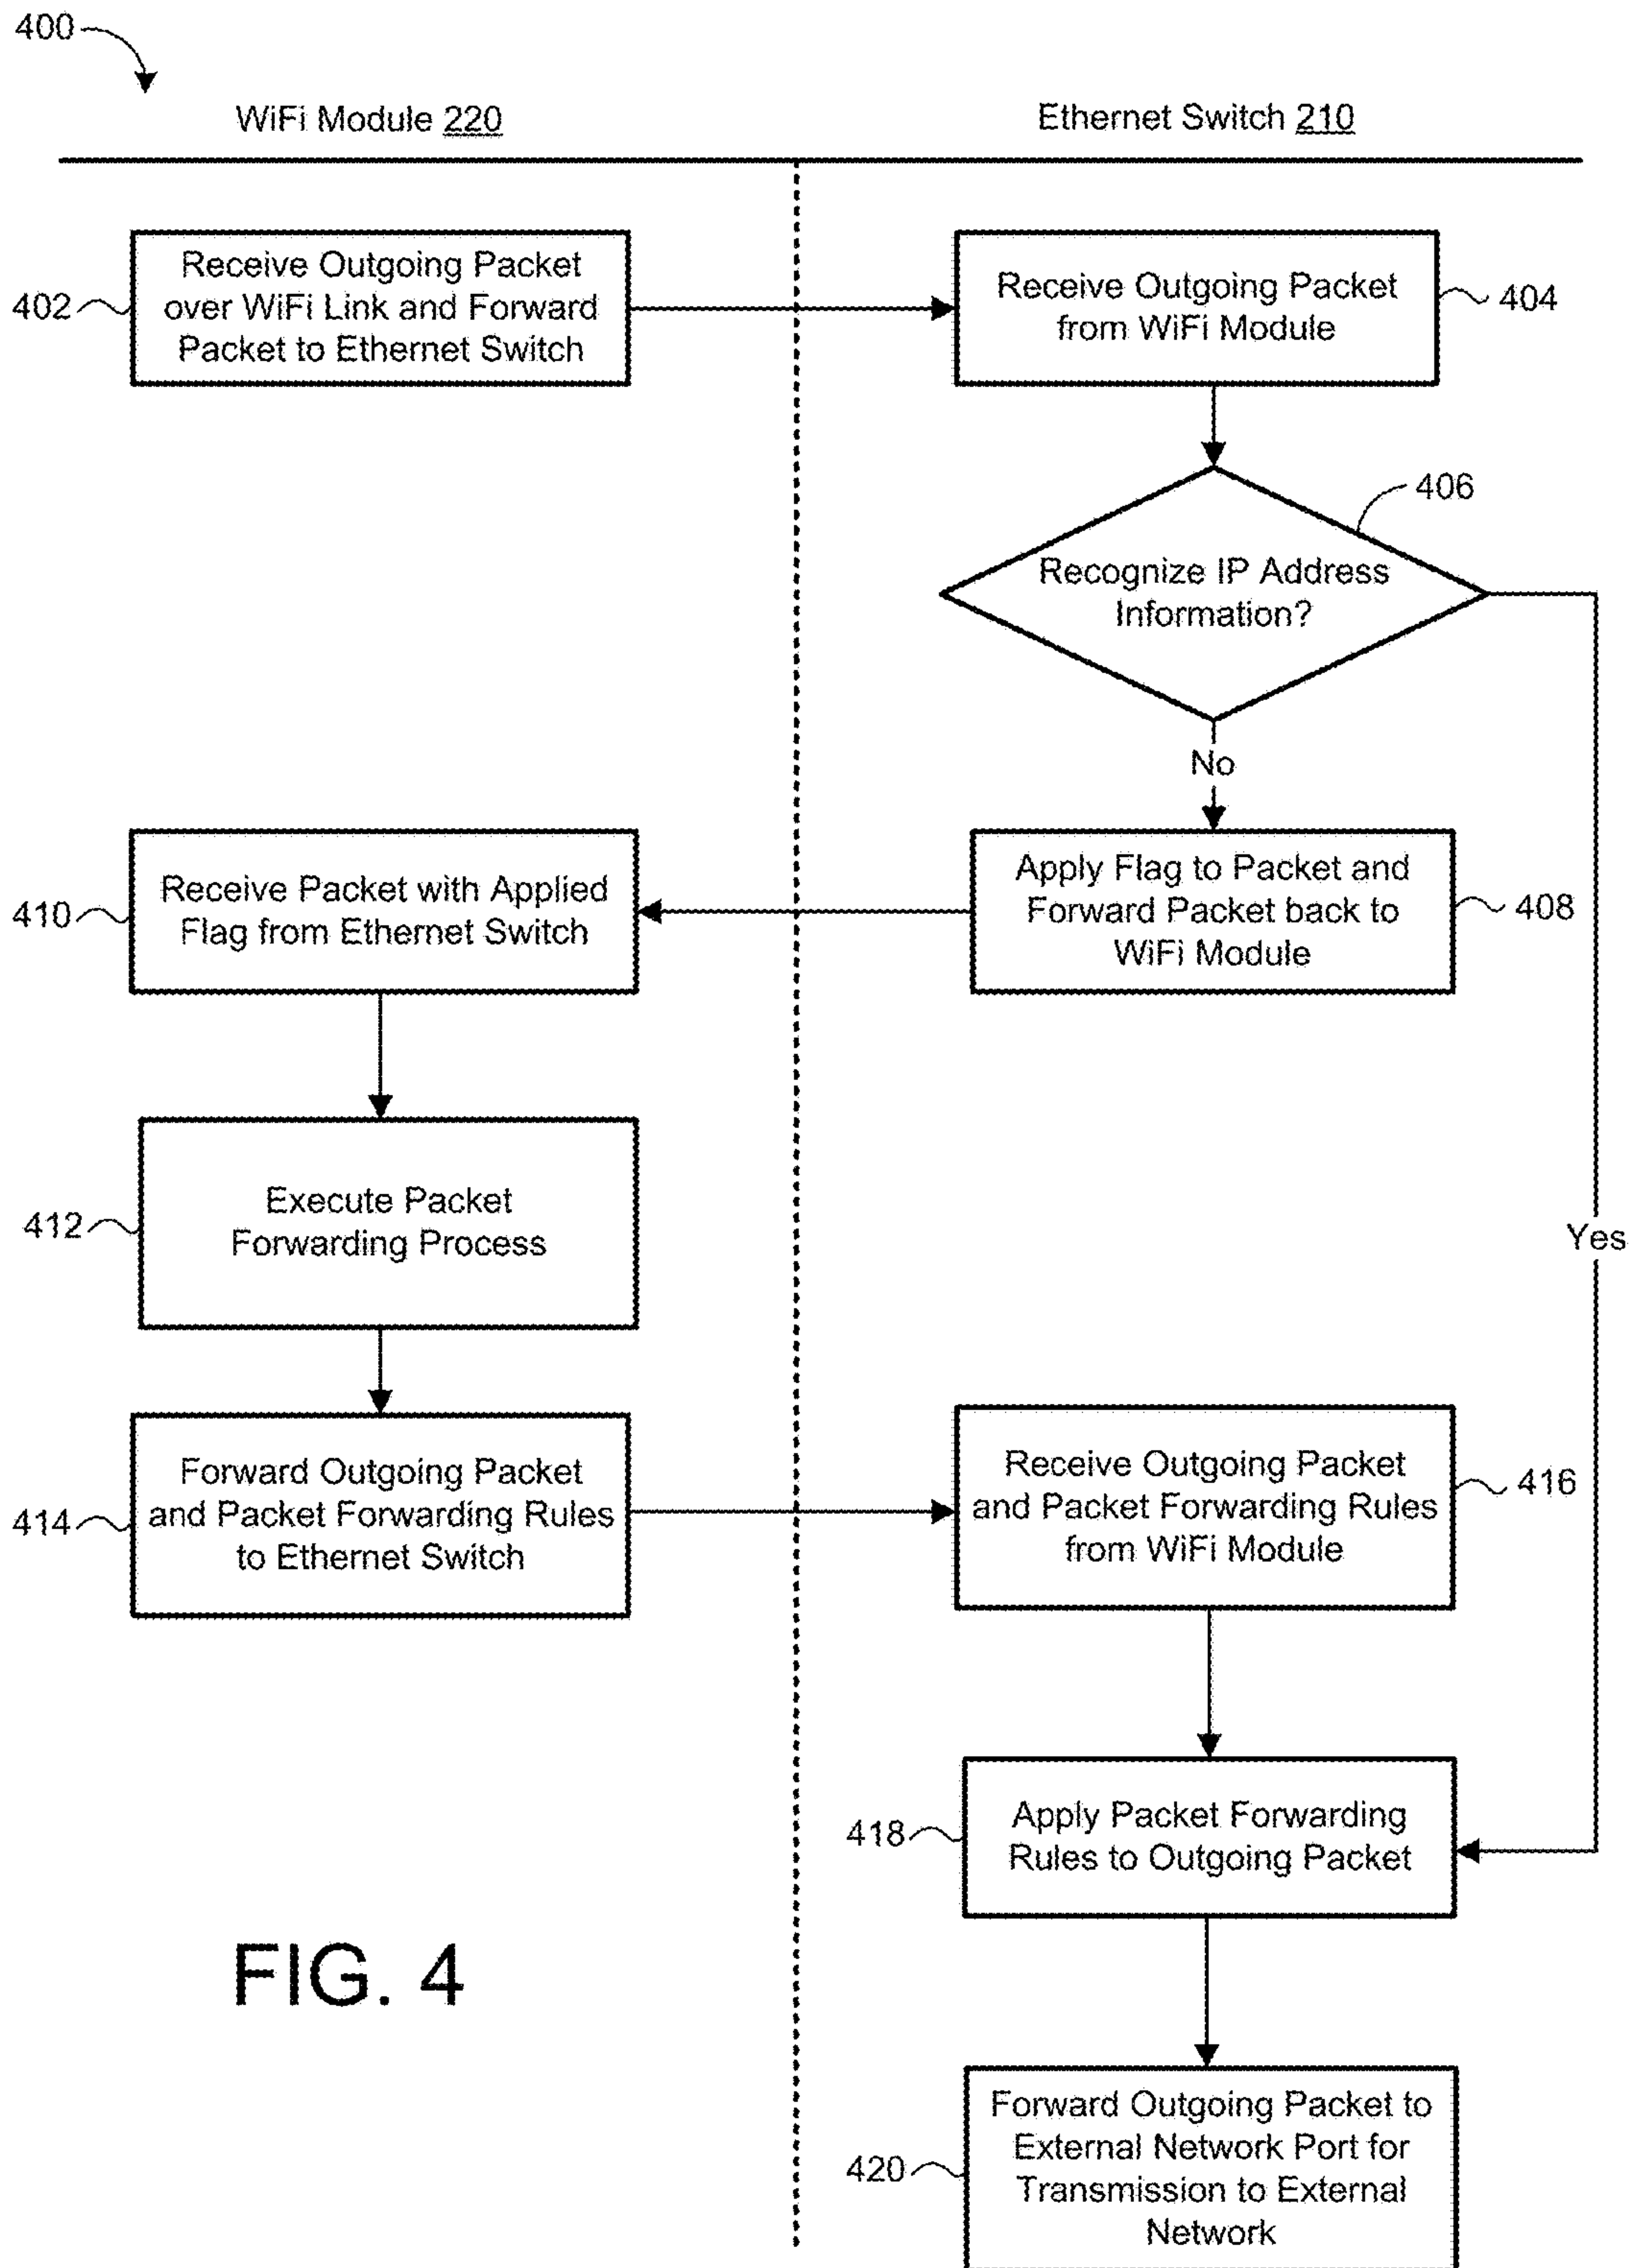 400
WiFi Module 220
Ethernet Switch 210
Receive Outgoing Packet
over WiFi Link and Forward
Packet to Ethernet Switch
402
Receive Outgoing Packet
from WiFi Module
404
406
Recognize IP Address
Information?
No
Apply Flag to Packet and
Forward Packet back to
WiFi Module
408
Receive Packet with Applied
Flag from Ethernet Switch
410
Execute Packet
Forwarding Process
412
Yes
Forward Outgoing Packet
and Packet Forwarding Rules
to Ethernet Switch
414
Receive Outgoing Packet
and Packet Forwarding Rules
from WiFi Module
416
Apply Packet Forwarding
Rules to Outgoing Packet
418
FIG. 4
Forward Outgoing Packet to
External Network Port for
Transmission to External
Network
420